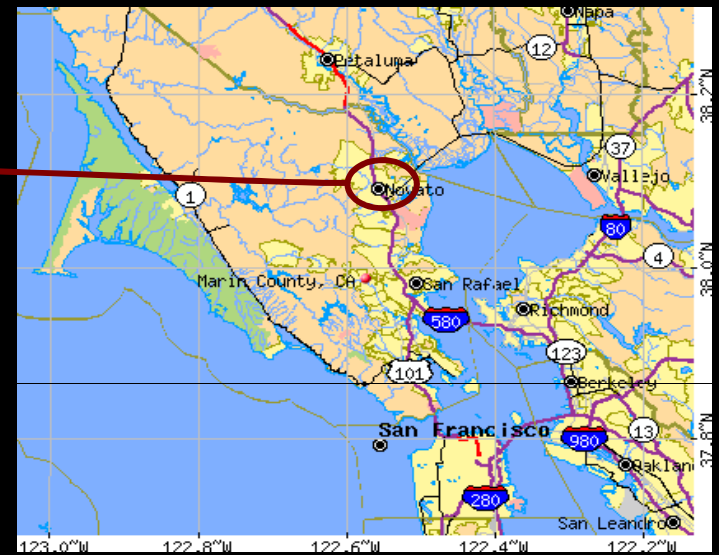 Napa
12
Petaluma
38.2°N
37
Vallejo
Novato
1
80
4
38.0°N
Marin County, CA
San Rafael
Richmond
580
123
101
Berkeley
San Francisco
980
13
37.8°N
Oaklan
280
San Leandro
123.0°W 122.8°W 122.6°W 122.4°W 122.2°W